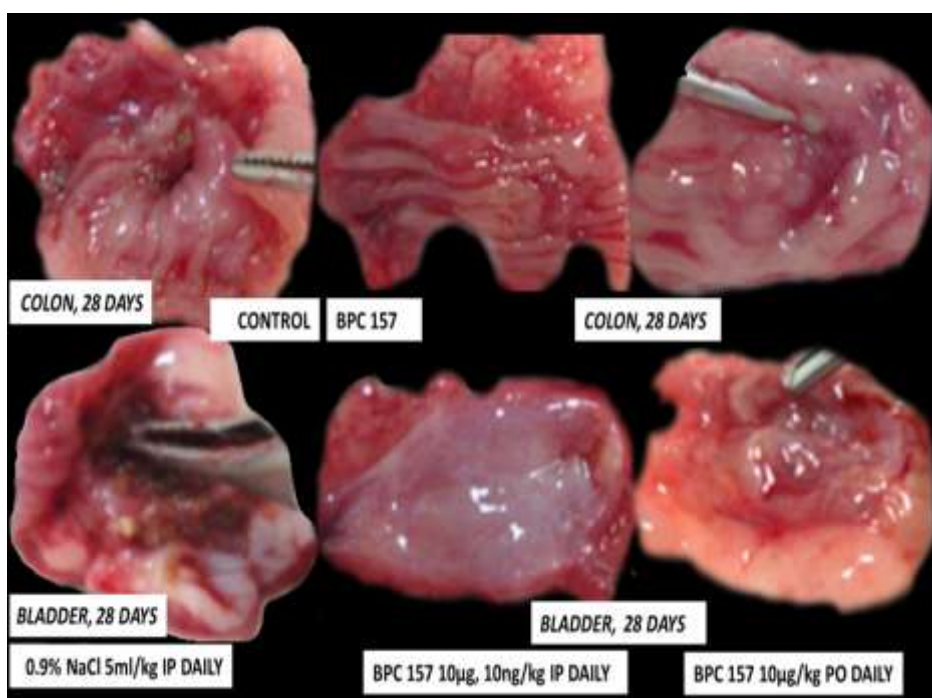 COLON, 28 DAYS
CONTROL
BPC 157
COLON, 28 DAYS
BLADDER, 28 DAYS
BLADDER, 28 DAYS
0.9% NaCl 5ml/kg IP DAILY
BPC 157 10µg, 10ng/kg IP DAILY
BPC 157 10µg/kg PO DAILY